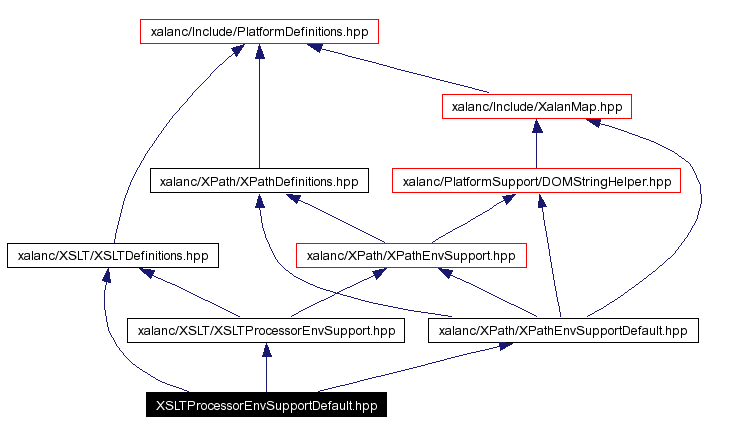 xalanc/Include/PlatformDefinitions.hpp
xalanc/Include/XalanMap.hpp
xalanc/XPath/XPathDefinitions.hpp
xalanc/PlatformSupport/DOMStringHelper.hpp
xalanc/XSLT/XSLTDefinitions.hpp
xalanc/XPath/XPathEnvSupport.hpp
xalanc/XSLT/XSLTProcessorEnvSupport.hpp
xalanc/XPath/XPathEnvSupportDefault.hpp
XSLTProcessorEnvSupportDefault.hpp